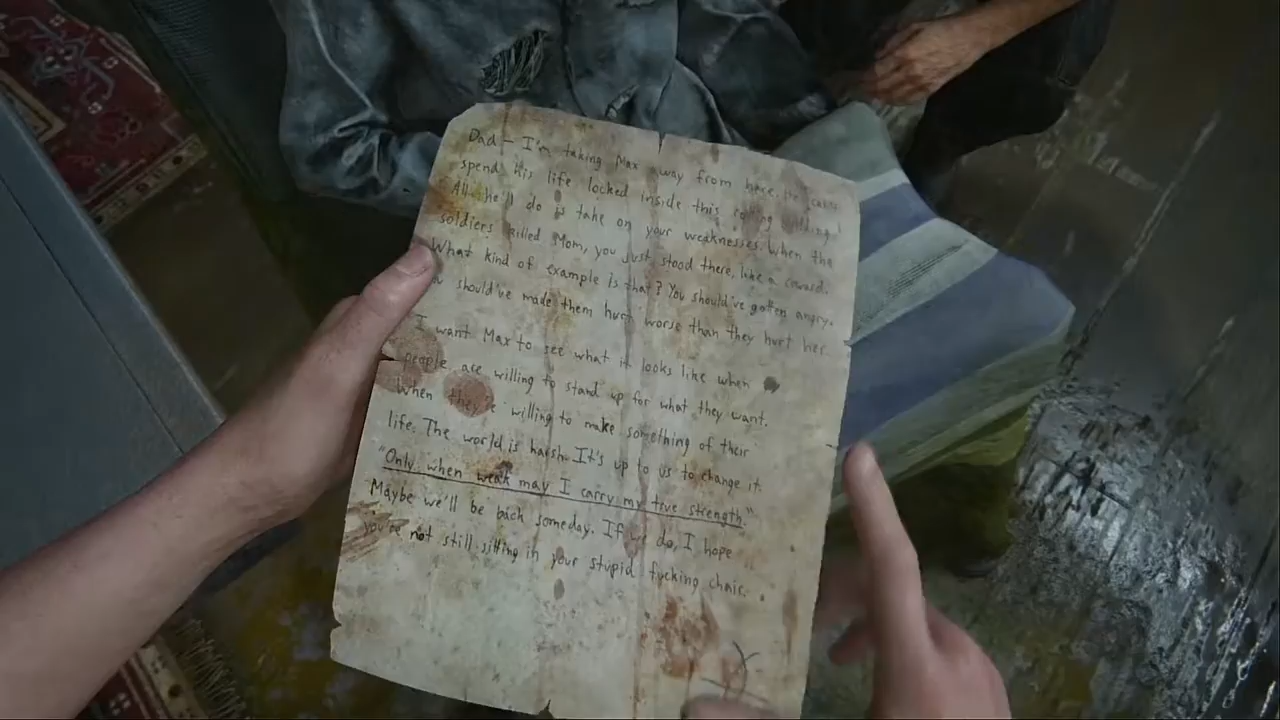 Dad - I'm taking Max away from here. He can't
spend his life locked inside this rotting building!
All he'll do is take on your weaknesses. When the
soldiers killed Mom, you just stood there, like a coward.
What kind of example is that? You should've gotten angry.
You should've made them hurt worse than they hurt her.
I want Max to see what it looks like when
people are willing to stand up for what they want.
When they're willing to make something of their
life. The world is harsh. It's up to us to change it.
"Only when weak may I carry my true strength."
Maybe we'll be back someday. If we do, I hope
you're not still sitting in your stupid fucking chair.